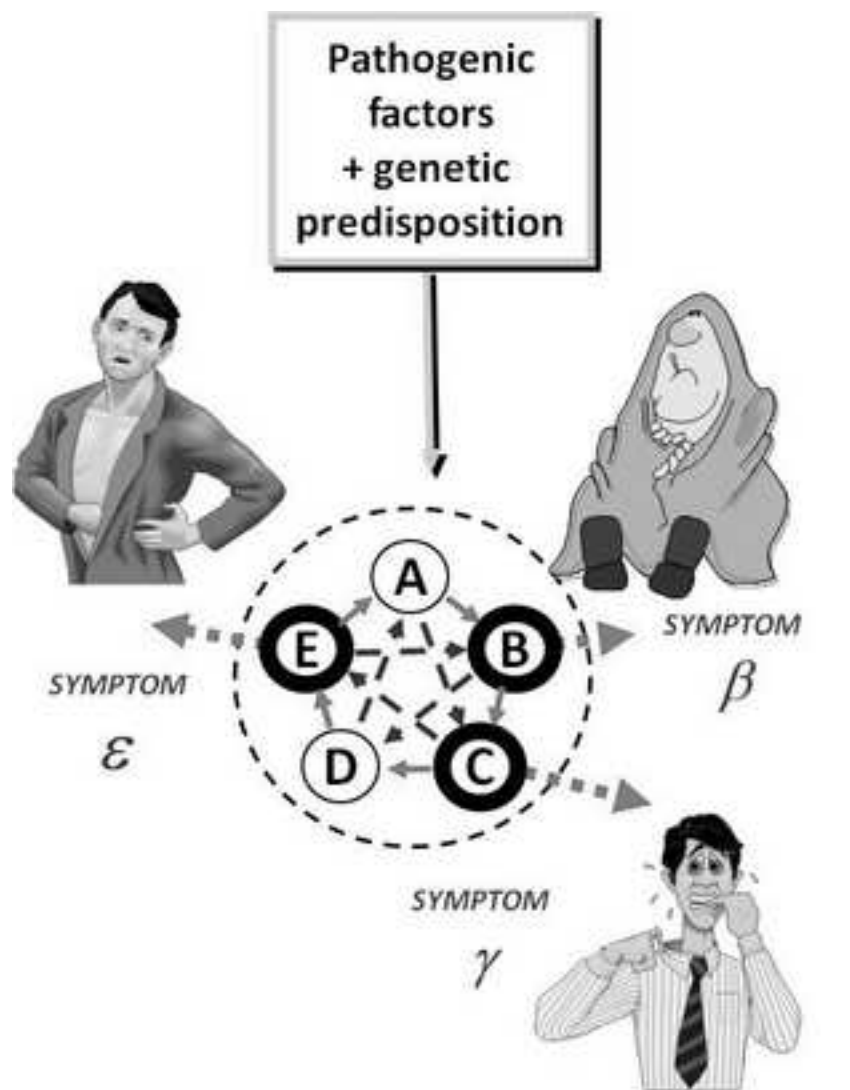 Pathogenic
factors
+ genetic
predisposition
A
E
B
D
C
SYMPTOM
β
SYMPTOM
ε
SYMPTOM
γ